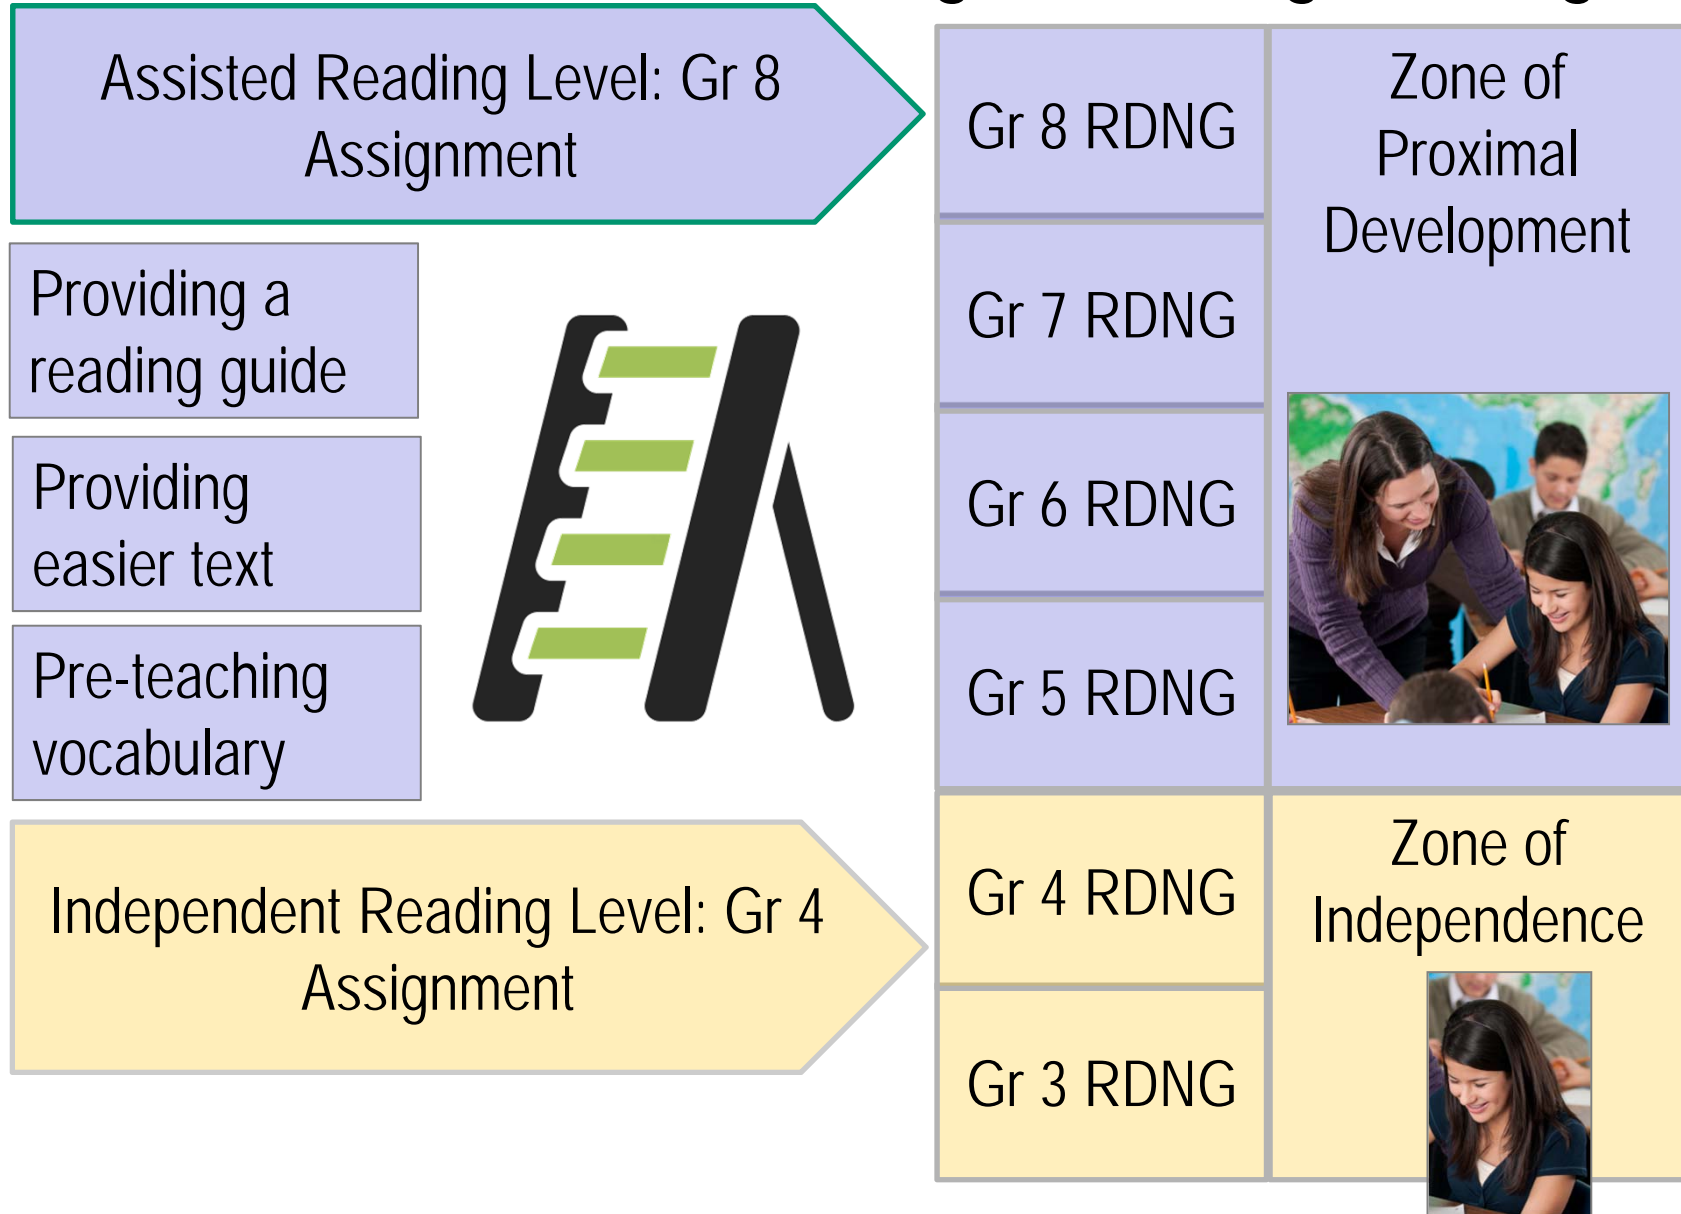 Assisted Reading Level: Gr 8
Assignment
Providing a
reading guide
Providing
easier text
Pre-teaching
vocabulary
Independent Reading Level: Gr 4
Assignment
Gr 8 RDNG
Gr 7 RDNG
Gr 6 RDNG
Gr 5 RDNG
Gr 4 RDNG
Gr 3 RDNG
Zone of
Proximal
Development
Zone of
Independence